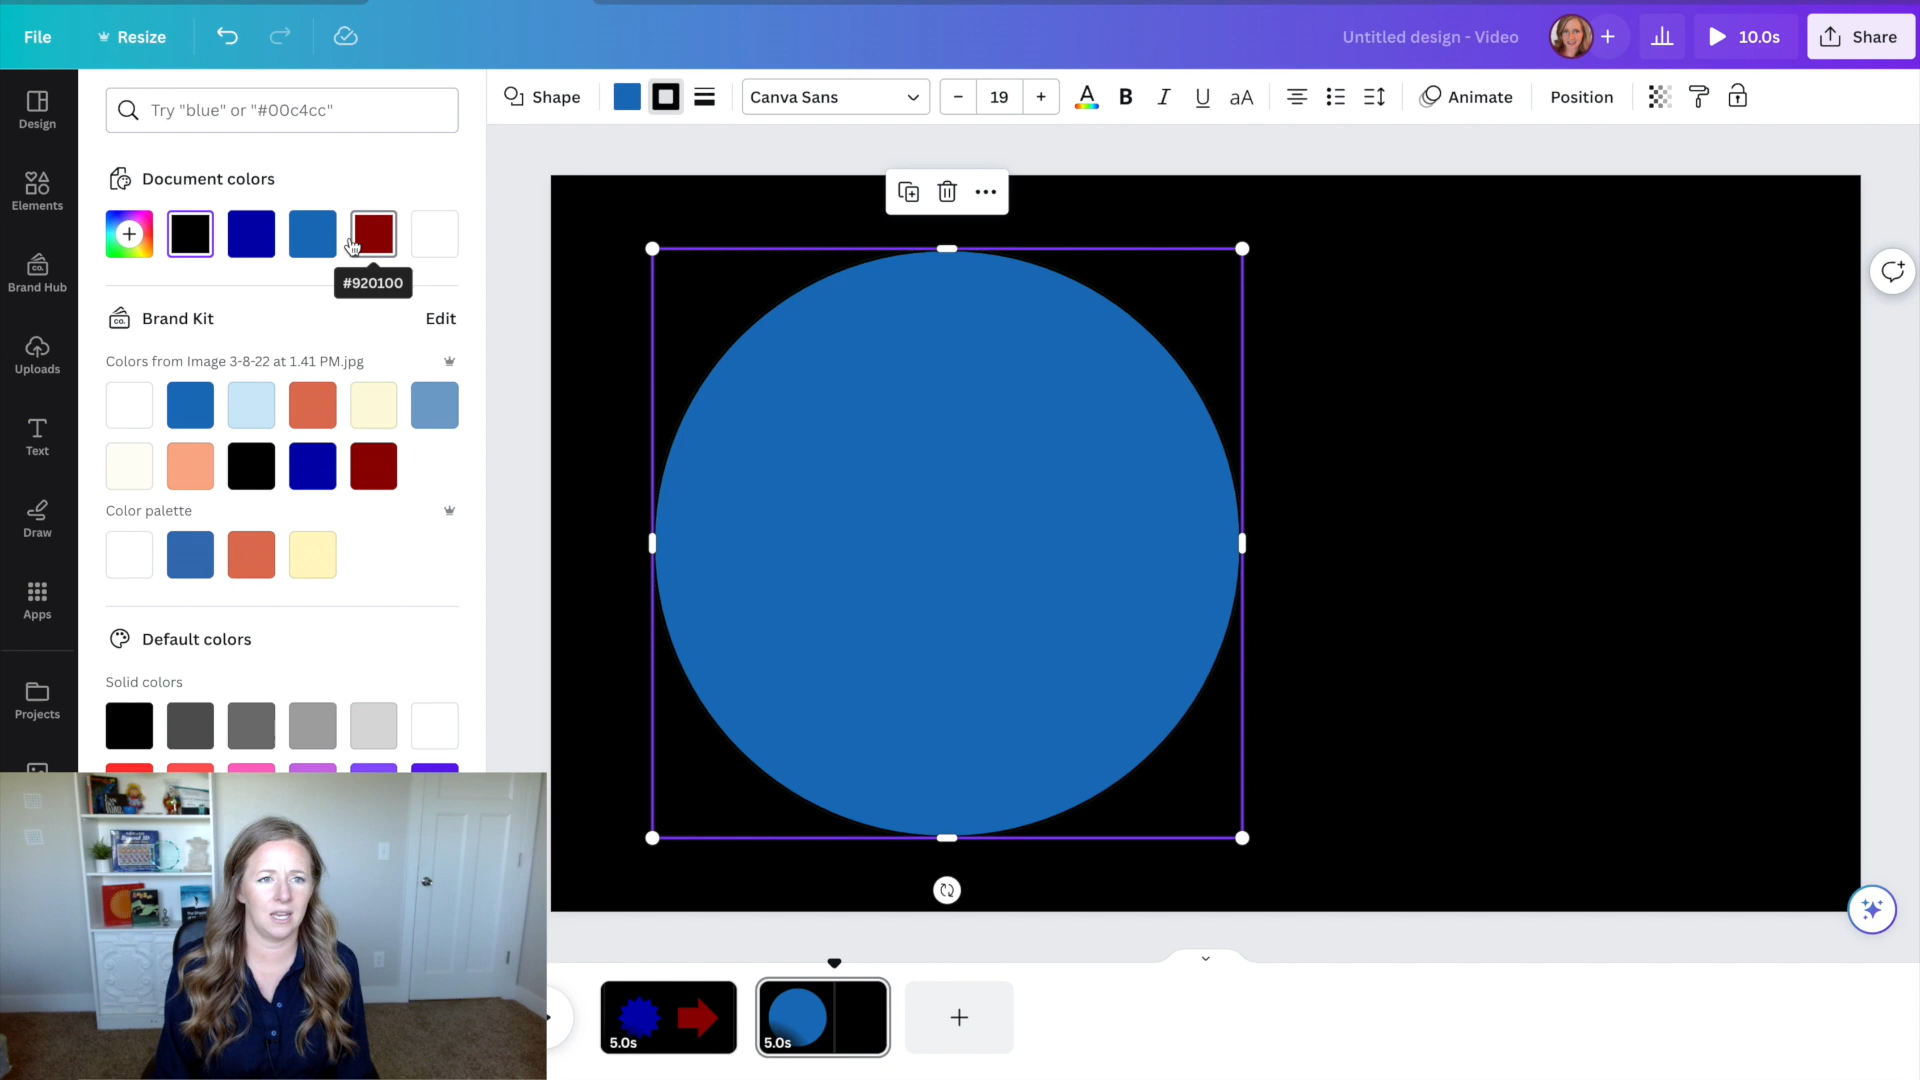 File
Resize
Untitled design - Video
10.0s
Share
Design
Elements
Brand Hub
Uploads
Text
Draw
Apps
Projects
Try "blue" or "#00c4cc"
Document colors
#920100
Brand Kit
Edit
Colors from Image 3-8-22 at 1.41 PM.jpg
Color palette
Default colors
Solid colors
Shape
Canva Sans
19
A
B
I
U
aA
Animate
Position
5.0s
5.0s